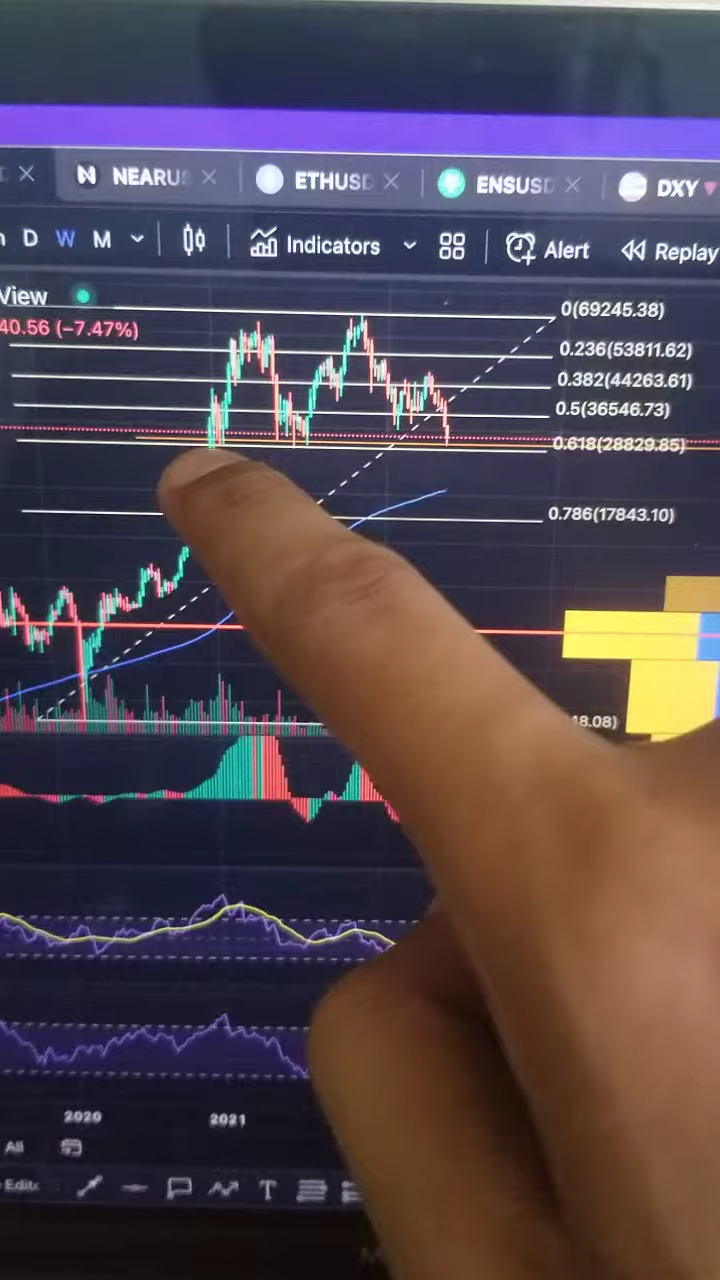 NEARUS
ETHUSD
ENSUSD
DXY
D W M Indicators Alert Replay
View
40.56 (−7.47%)
0(69245.38)
0.236(53811.62)
0.382(44263.61)
0.5(36546.73)
0.618(28829.85)
0.786(17843.10)
18.08)
2020 2021
All